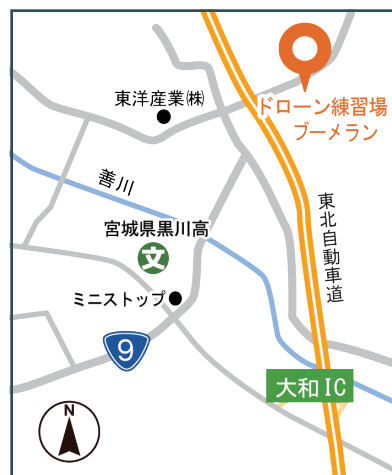 東洋産業㈱
ドローン練習場
ブーメラン
善川
東北自動車道
宮城県黒川高
文
ミニストップ
9
大和IC
N